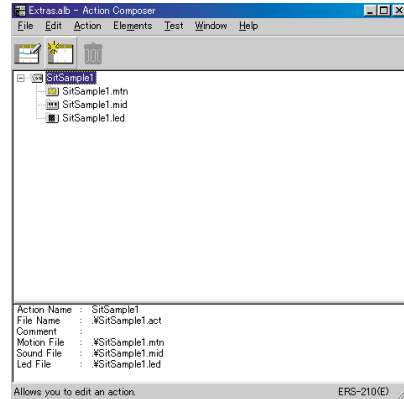 Extras.alb - Action Composer
File Edit Action Elements Test Window Help
SitSample1
SitSample1.mtn
SitSample1.mid
SitSample1.led
Action Name : SitSample1
File Name : .¥SitSample1.act
Comment :
Motion File : .¥SitSample1.mtn
Sound File : .¥SitSample1.mid
Led File : .¥SitSample1.led
Allows you to edit an action. ERS-210(E)